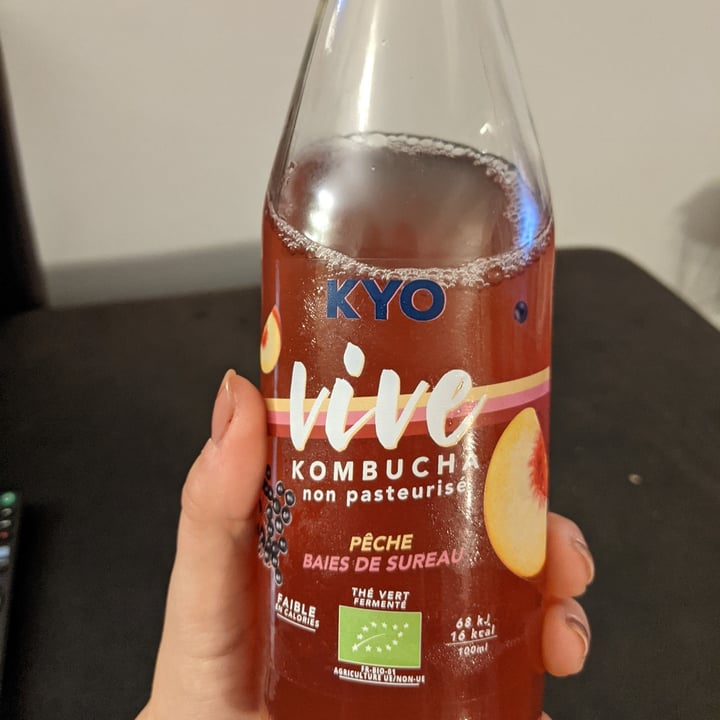 KYO
vive
KOMBUCHA
non pasteurisé
PÊCHE
BAIES DE SUREAU
FAIBLE
EN CALORIES
THÉ VERT
FERMENTÉ
68 kJ
16 kcal
100ml
FR-BIO-01
AGRICULTURE UE/NON-UE